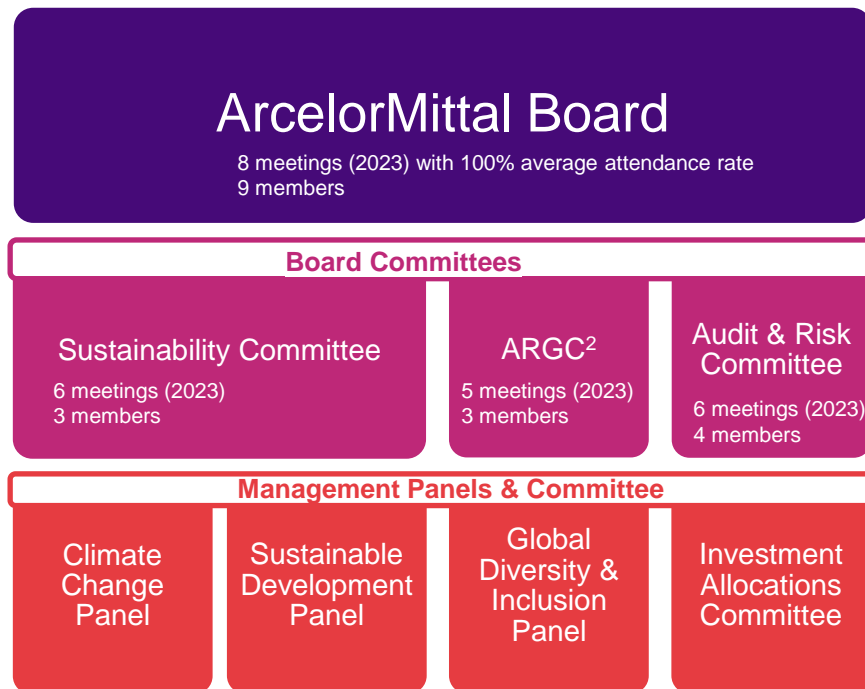 ArcelorMittal Board
8 meetings (2023) with 100% average attendance rate
9 members
Board Committees
Sustainability Committee
6 meetings (2023)
3 members
ARGC²
5 meetings (2023)
3 members
Audit & Risk
Committee
6 meetings (2023)
4 members
Management Panels & Committee
Climate
Change
Panel
Sustainable
Development
Panel
Global
Diversity &
Inclusion
Panel
Investment
Allocations
Committee